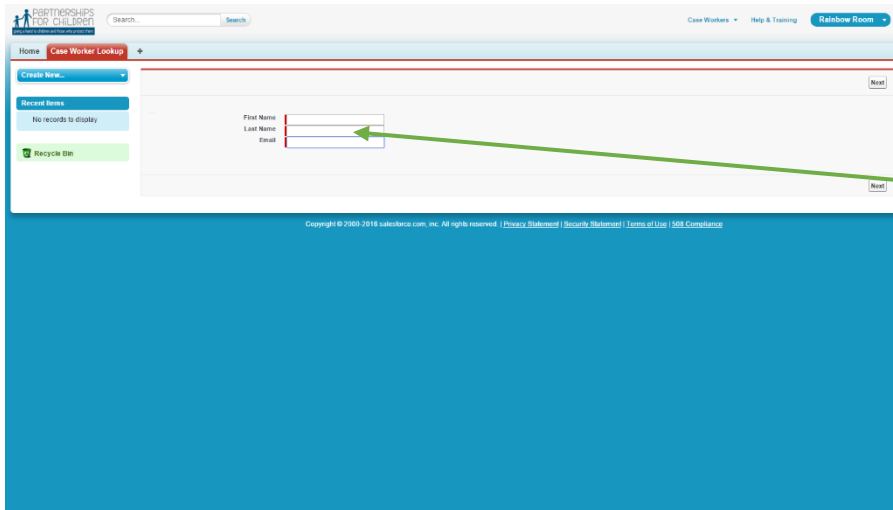 PARTNERSHIPS
FOR CHILDREN
Search...
Search
Case Workers
Help & Training
Rainbow Room
Home
Case Worker Lookup
+
Create New...
Next
Recent Items
No records to display
First Name
Last Name
Email
Recycle Bin
Next
Copyright © 2000-2016 salesforce.com, inc. All rights reserved. | Privacy Statement | Security Statement | Terms of Use | 508 Compliance